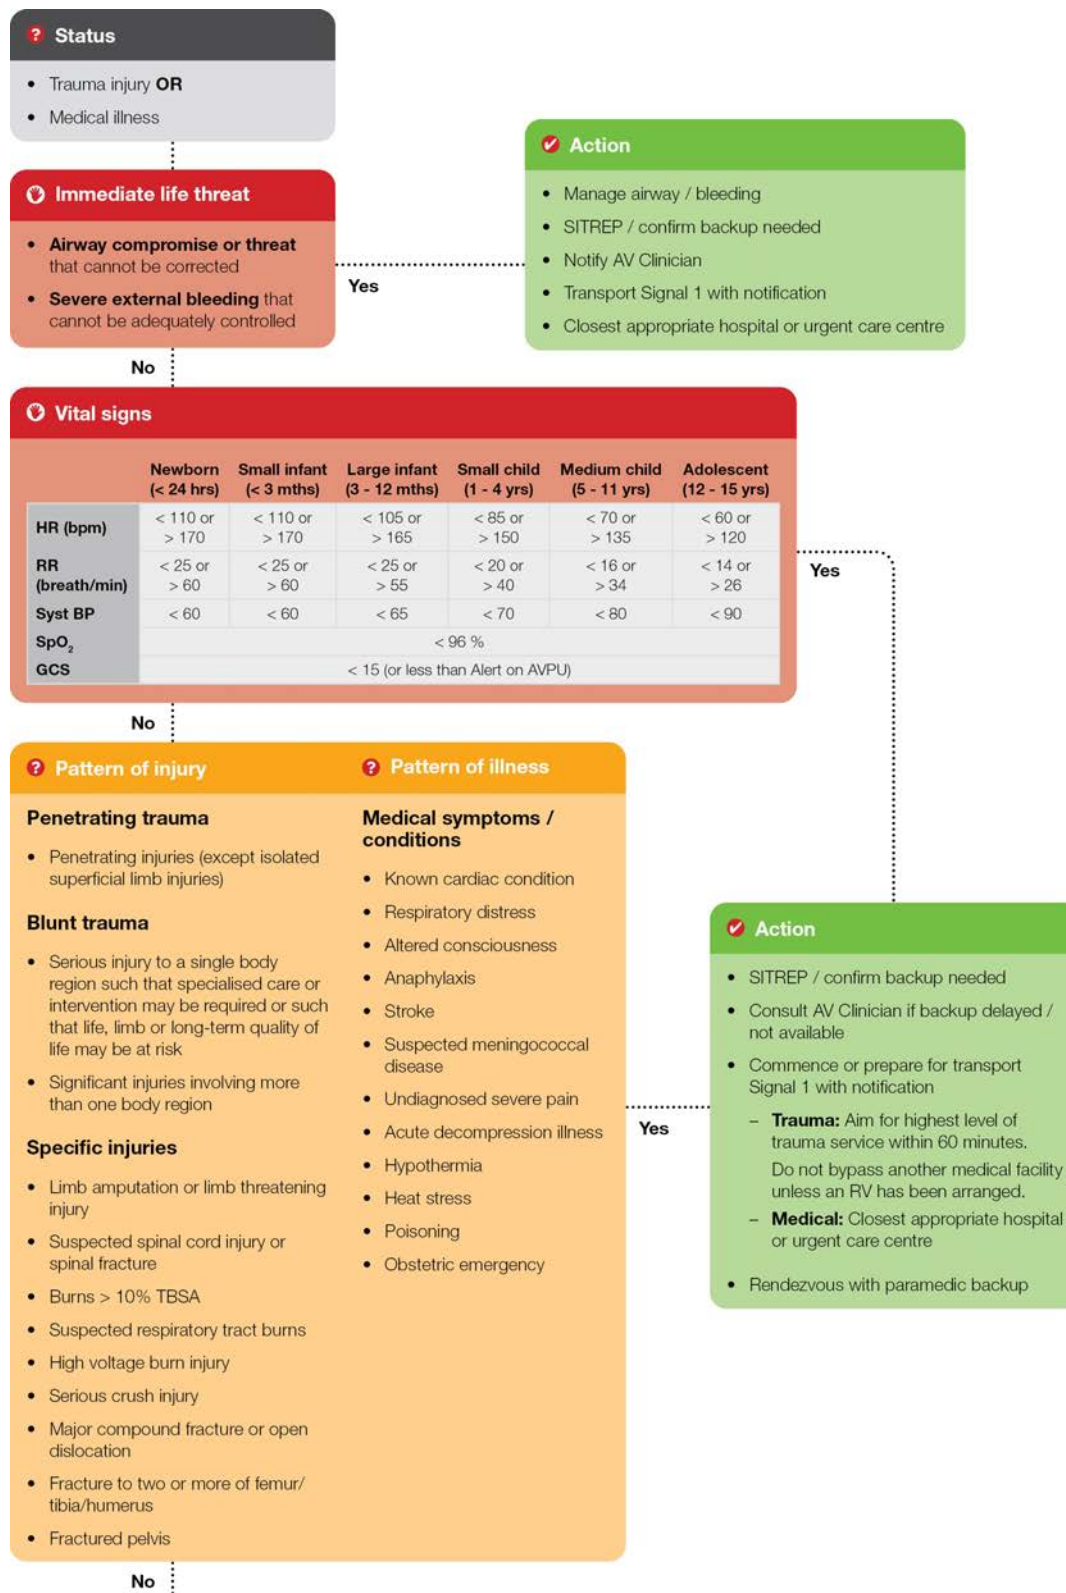 Status
• Trauma injury OR
• Medical illness
Immediate life threat
• Airway compromise or threat
that cannot be corrected
• Severe external bleeding that
cannot be adequately controlled
Yes
Action
• Manage airway / bleeding
• SITREP / confirm backup needed
• Notify AV Clinician
• Transport Signal 1 with notification
• Closest appropriate hospital or urgent care centre
No
Vital signs
Newborn Small infant Large infant Small child Medium child Adolescent
(< 24 hrs) (< 3 mths) (3 - 12 mths) (1 - 4 yrs) (5 - 11 yrs) (12 - 15 yrs)
HR (bpm) < 110 or < 110 or < 105 or < 85 or < 70 or < 60 or
> 170 > 170 > 165 > 150 > 135 > 120
RR < 25 or < 25 or < 25 or < 20 or < 16 or < 14 or
(breath/min) > 60 > 60 > 55 > 40 > 34 > 26
Syst BP < 60 < 60 < 65 < 70 < 80 < 90
SpO₂ < 96 %
GCS < 15 (or less than Alert on AVPU)
Yes
No
Pattern of injury
Penetrating trauma
• Penetrating injuries (except isolated
superficial limb injuries)
Blunt trauma
• Serious injury to a single body
region such that specialised care or
intervention may be required or such
that life, limb or long-term quality of
life may be at risk
• Significant injuries involving more
than one body region
Specific injuries
• Limb amputation or limb threatening
injury
• Suspected spinal cord injury or
spinal fracture
• Burns > 10% TBSA
• Suspected respiratory tract burns
• High voltage burn injury
• Serious crush injury
• Major compound fracture or open
dislocation
• Fracture to two or more of femur/
tibia/humerus
• Fractured pelvis
Pattern of illness
Medical symptoms /
conditions
• Known cardiac condition
• Respiratory distress
• Altered consciousness
• Anaphylaxis
• Stroke
• Suspected meningococcal
disease
• Undiagnosed severe pain
• Acute decompression illness
• Hypothermia
• Heat stress
• Poisoning
• Obstetric emergency
Yes
Action
• SITREP / confirm backup needed
• Consult AV Clinician if backup delayed /
not available
• Commence or prepare for transport
Signal 1 with notification
– Trauma: Aim for highest level of
trauma service within 60 minutes.
Do not bypass another medical facility
unless an RV has been arranged.
– Medical: Closest appropriate hospital
or urgent care centre
• Rendezvous with paramedic backup
No